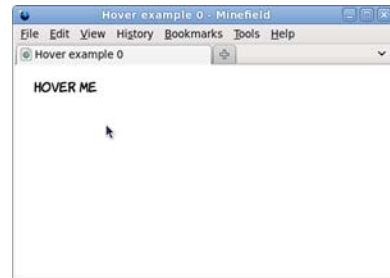 Hover example 0 - Minefield
File Edit View History Bookmarks Tools Help
Hover example 0
HOVER ME